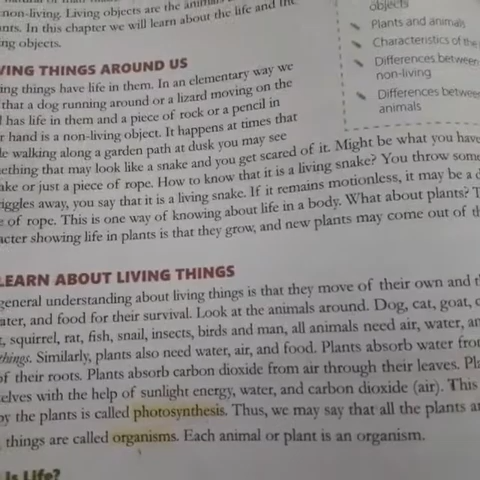 non-living. Living objects are the animals
In this chapter we will learn about the life and the
objects.
objects
Plants and animals
Characteristics of the
Differences between
non-living
Differences between
animals
THINGS AROUND US
things have life in them. In an elementary way we
that a dog running around or a lizard moving on the
has life in them and a piece of rock or a pencil in
hand is a non-living object. It happens at times that
walking along a garden path at dusk you may see
something that may look like a snake and you get scared of it. Might be what you have
or just a piece of rope. How to know that it is a living snake? You throw some
wriggles away, you say that it is a living snake. If it remains motionless, it may be a
of rope. This is one way of knowing about life in a body. What about plants?
showing life in plants is that they grow, and new plants may come out of
LEARN ABOUT LIVING THINGS
general understanding about living things is that they move of their own and
water, and food for their survival. Look at the animals around. Dog, cat, goat,
squirrel, rat, fish, snail, insects, birds and man, all animals need air, water,
things. Similarly, plants also need water, air, and food. Plants absorb water from
of their roots. Plants absorb carbon dioxide from air through their leaves.
with the help of sunlight energy, water, and carbon dioxide (air). This
by the plants is called photosynthesis. Thus, we may say that all the plants
things are called organisms. Each animal or plant is an organism.
is Life?